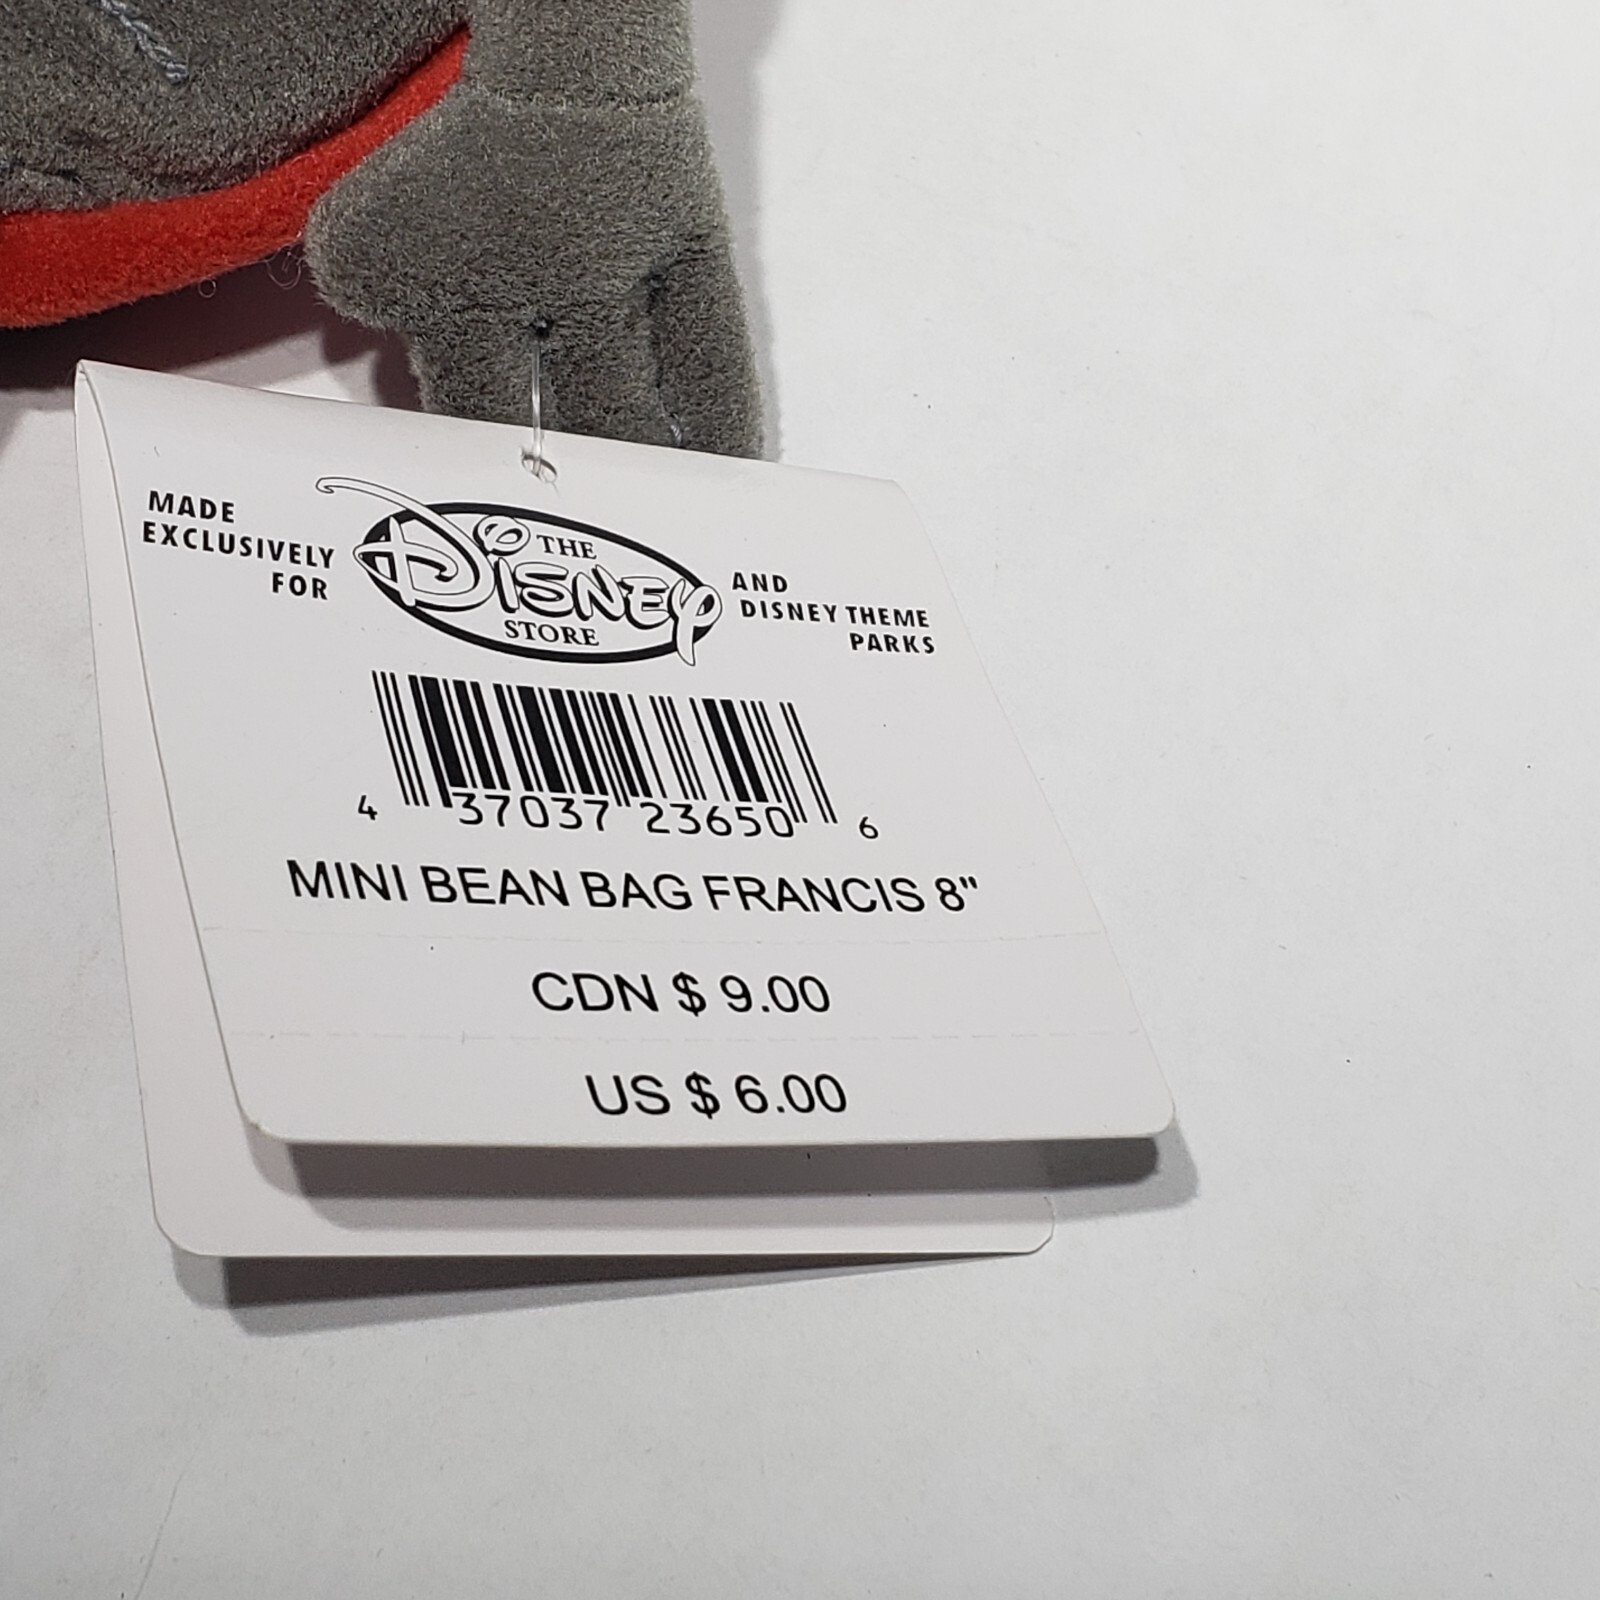 MADE
EXCLUSIVELY
FOR
THE
Disney
STORE
AND
DISNEY THEME
PARKS
4 37037 23650 6
MINI BEAN BAG FRANCIS 8"
CDN $ 9.00
US $ 6.00